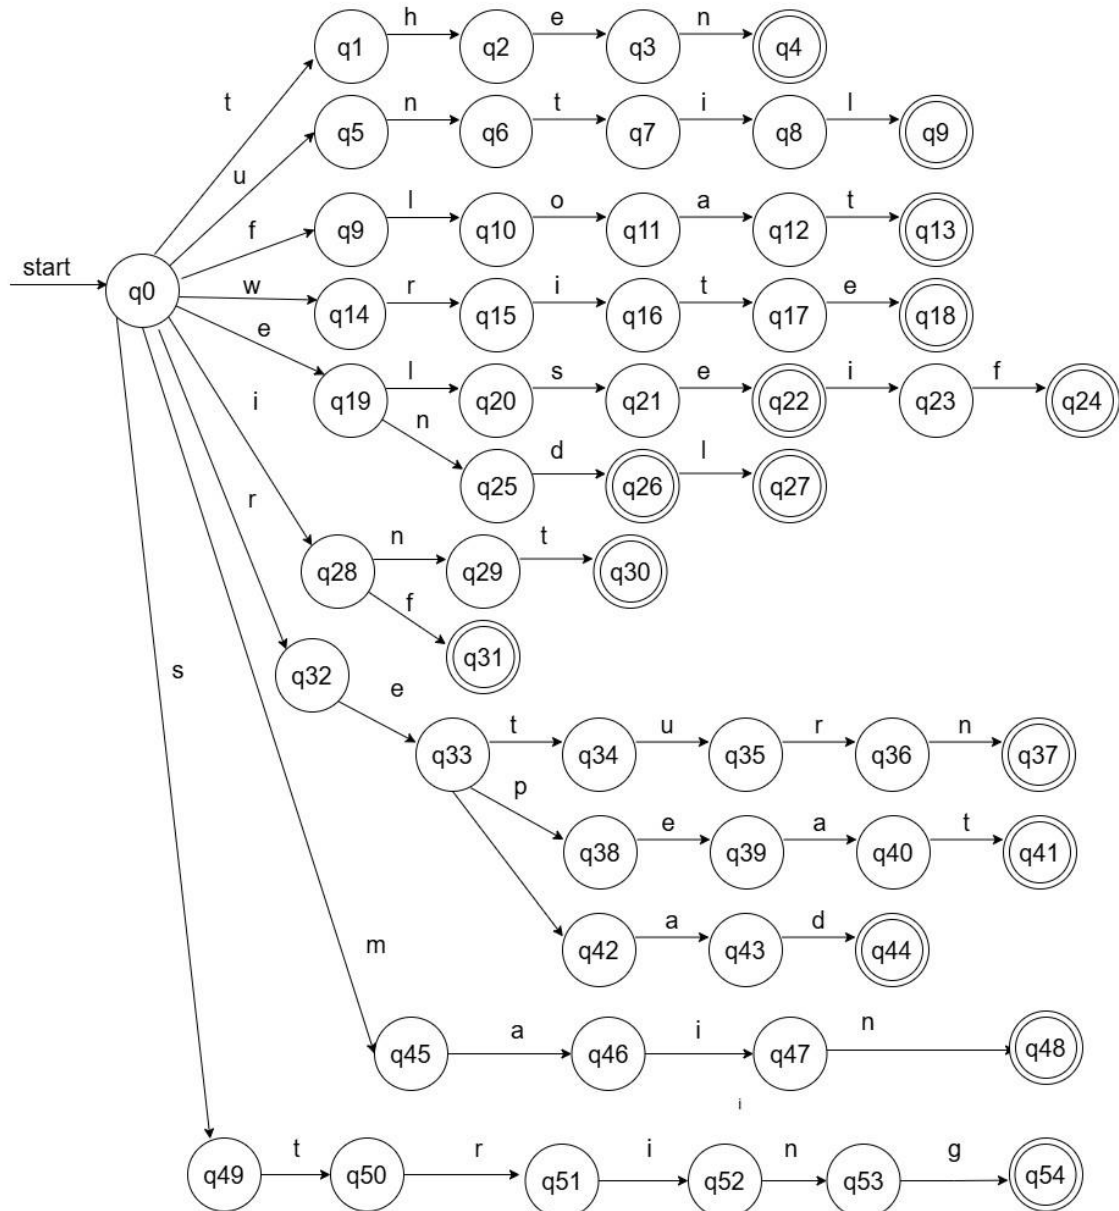 h e n
q1 q2 q3 q4
t
n t i l
q5 q6 q7 q8 q9
u
l o a t
f q9 q10 q11 q12 q13
start
q0 w r i t e
q14 q15 q16 q17 q18
e
l s e i f
i q19 q20 q21 q22 q23 q24
n
d l
r q25 q26 q27
n t
q28 q29 q30
f
q31
s q32
e
t u r n
q33 q34 q35 q36 q37
p
e a t
q38 q39 q40 q41
a d
m q42 q43 q44
a i n
q45 q46 q47 q48
i
t r i n g
q49 q50 q51 q52 q53 q54